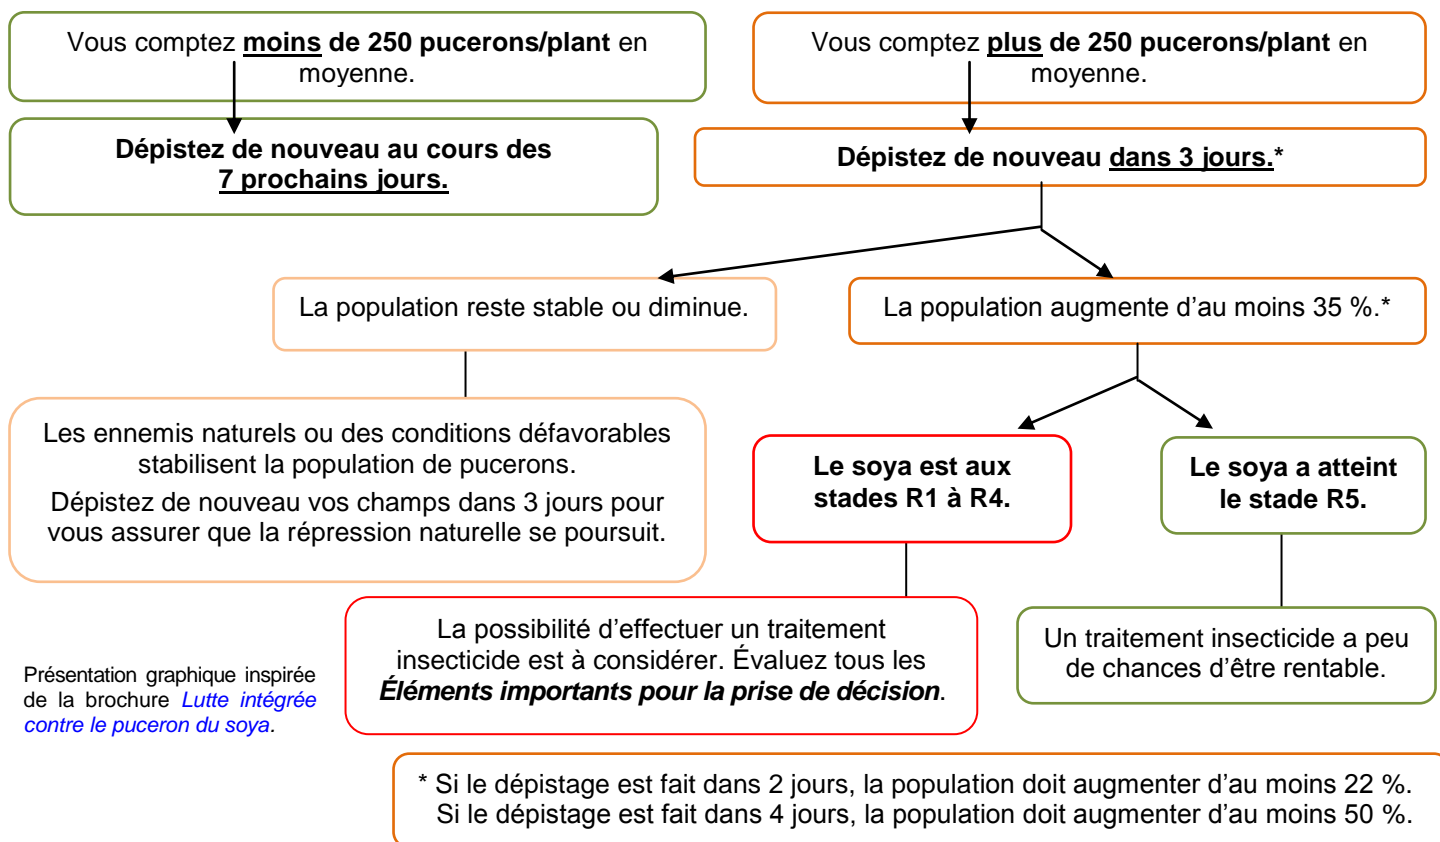 Vous comptez moins de 250 pucerons/plant en
moyenne.
Vous comptez plus de 250 pucerons/plant en
moyenne.
Dépistez de nouveau au cours des
7 prochains jours.
Dépistez de nouveau dans 3 jours.*
La population reste stable ou diminue.
La population augmente d’au moins 35 %.*
Les ennemis naturels ou des conditions défavorables
stabilisent la population de pucerons.
Dépistez de nouveau vos champs dans 3 jours pour
vous assurer que la répression naturelle se poursuit.
Le soya est aux
stades R1 à R4.
Le soya a atteint
le stade R5.
La possibilité d’effectuer un traitement
insecticide est à considérer. Évaluez tous les
Éléments importants pour la prise de décision.
Un traitement insecticide a peu
de chances d’être rentable.
Présentation graphique inspirée
de la brochure Lutte intégrée
contre le puceron du soya.
* Si le dépistage est fait dans 2 jours, la population doit augmenter d’au moins 22 %.
Si le dépistage est fait dans 4 jours, la population doit augmenter d’au moins 50 %.